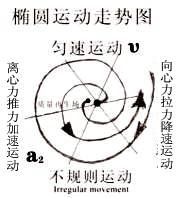 椭圆运动走势图
匀速运动 υ
离心力推力加速运动
向心力拉力降速运动
a₂
不规则运动
Irregular movement